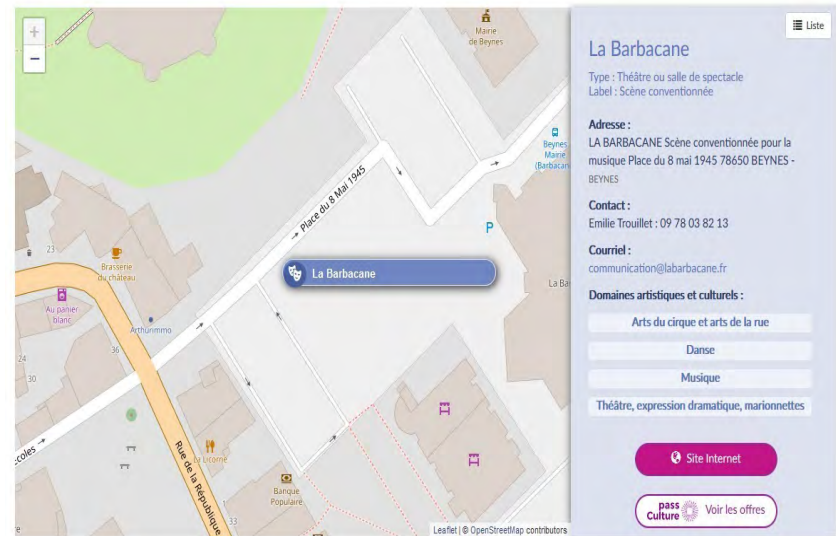 +
−
Mairie
de Beynes
Beynes
Mairie
(Barbacan
Place du 8 Mai 1945
P
La Barbacane
La Ba
23
Brasserie
du château
Au panier
blanc
Arthurimmo
36
24
30
La Licorne
Rue de la République
Banque
Populaire
33
Leaflet | © OpenStreetMap contributors
Liste
La Barbacane
Type : Théâtre ou salle de spectacle
Label : Scène conventionnée
Adresse :
LA BARBACANE Scène conventionnée pour la
musique Place du 8 mai 1945 78650 BEYNES -
BEYNES
Contact :
Emilie Trouillet : 09 78 03 82 13
Courriel :
communication@labarbacane.fr
Domaines artistiques et culturels :
Arts du cirque et arts de la rue
Danse
Musique
Théâtre, expression dramatique, marionnettes
Site Internet
pass
Culture
Voir les offres